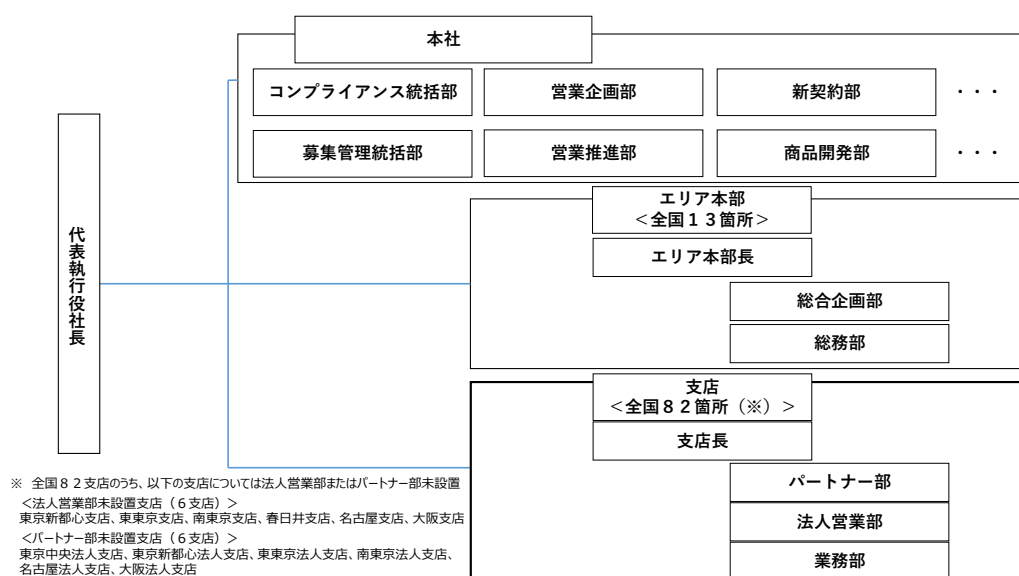 本社
コンプライアンス統括部
営業企画部
新契約部
・・・
募集管理統括部
営業推進部
商品開発部
・・・
代表執行役社長
エリア本部
＜全国１３箇所＞
エリア本部長
総合企画部
総務部
支店
＜全国８２箇所（※）＞
支店長
パートナー部
法人営業部
業務部
※　全国８２支店のうち、以下の支店については法人営業部またはパートナー部未設置
＜法人営業部未設置支店（６支店）＞
東京新都心支店、東東京支店、南東京支店、春日井支店、名古屋支店、大阪支店
＜パートナー部未設置支店（６支店）＞
東京中央法人支店、東京新都心法人支店、東東京法人支店、南東京法人支店、
名古屋法人支店、大阪法人支店